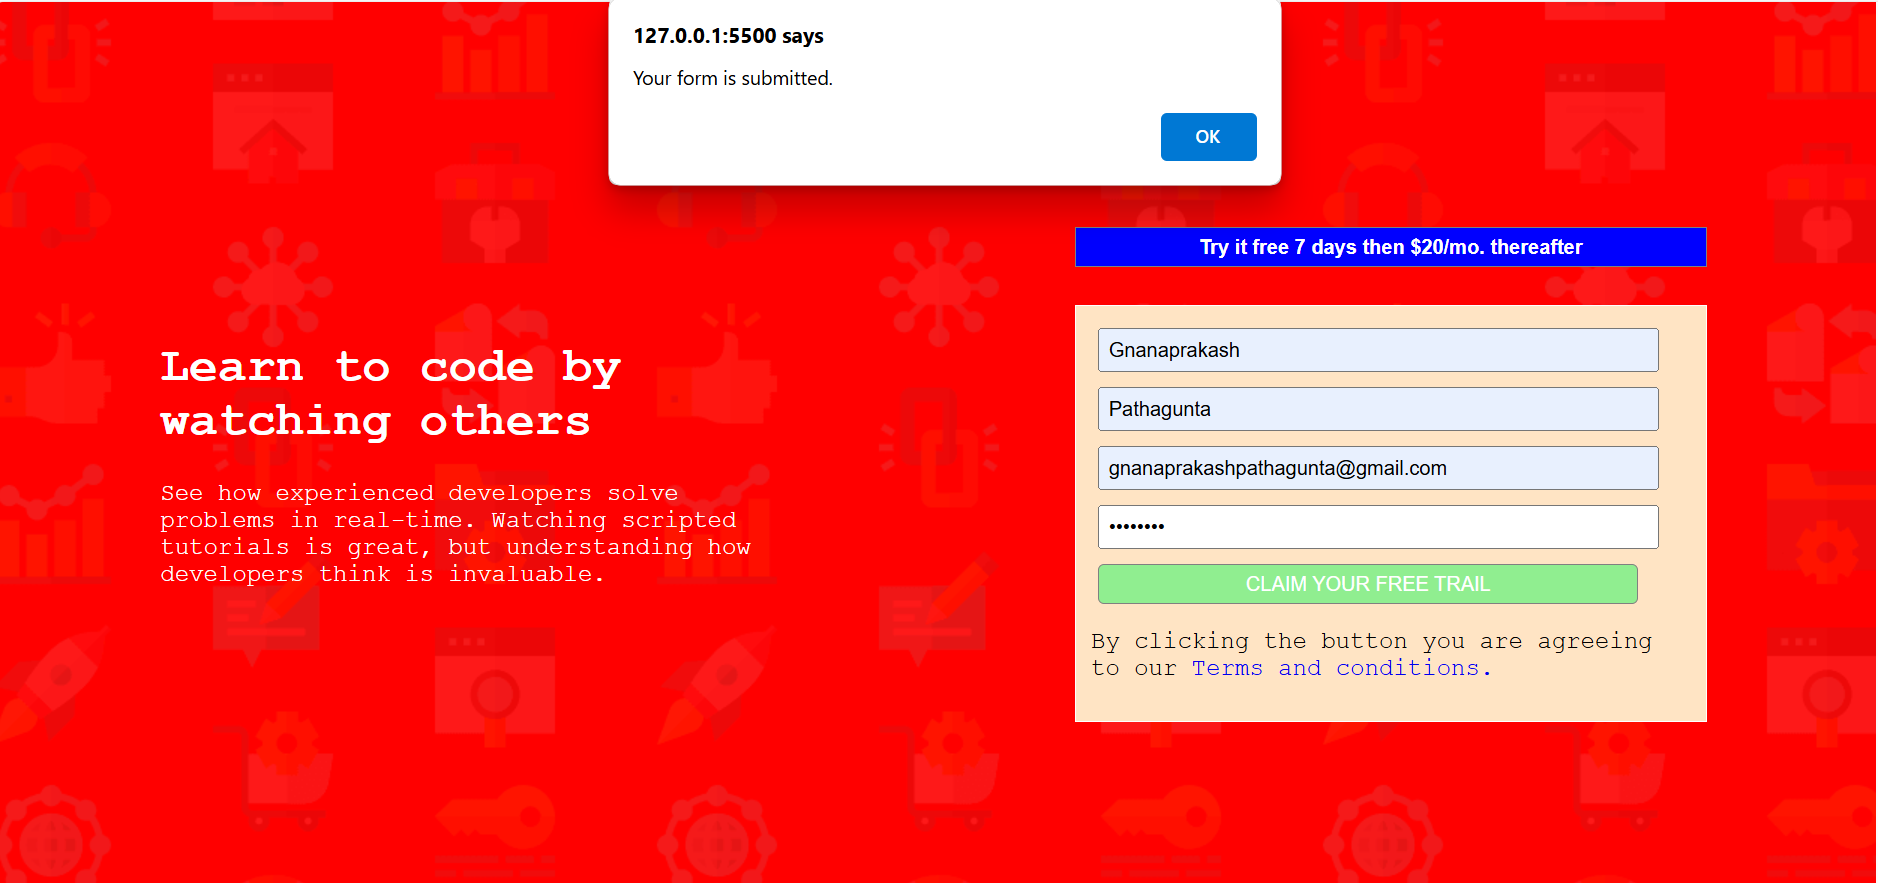 127.0.0.1:5500 says
Your form is submitted.
OK
Try it free 7 days then $20/mo. thereafter
Learn to code by
watching others
See how experienced developers solve
problems in real-time. Watching scripted
tutorials is great, but understanding how
developers think is invaluable.
Gnanaprakash
Pathagunta
gnanaprakashpathagunta@gmail.com
••••••••
CLAIM YOUR FREE TRAIL
By clicking the button you are agreeing
to our Terms and conditions.